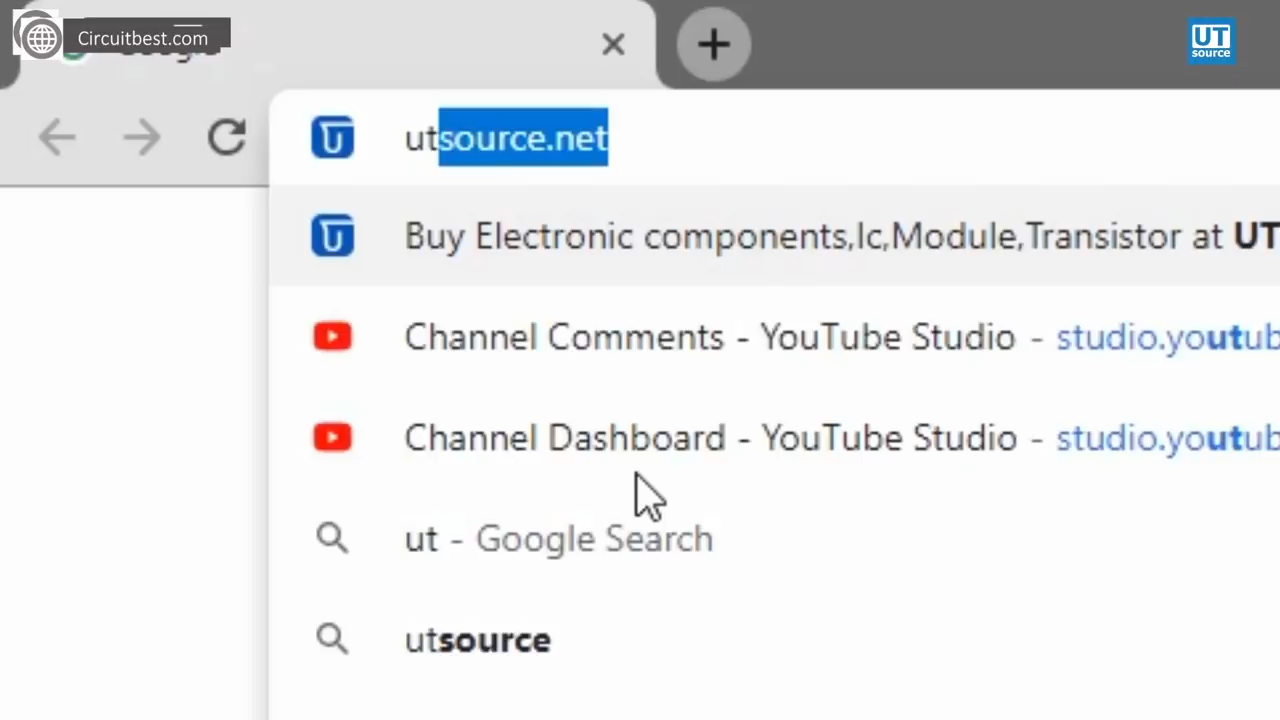 Circuitbest.com
UT
source
utsource.net
Buy Electronic components,Ic,Module,Transistor at UT
Channel Comments - YouTube Studio - studio.youtub
Channel Dashboard - YouTube Studio - studio.youtub
ut - Google Search
utsource